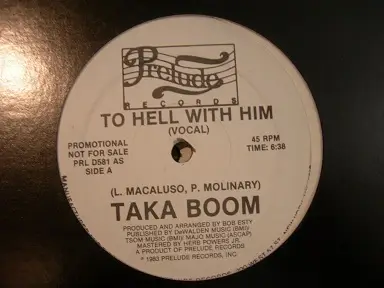 Prelude
RECORDS
TO HELL WITH HIM
(VOCAL)
PROMOTIONAL
NOT FOR SALE
PRL D581 AS
SIDE A
45 RPM
TIME: 6:38
(L. MACALUSO, P. MOLINARY)
TAKA BOOM
PRODUCED AND ARRANGED BY BOB ESTY
PUBLISHED BY DeWALDEN MUSIC (BMI)/
TSOM MUSIC (BMI)/ MAJO MUSIC (ASCAP)
MASTERED BY HERB POWERS JR.
A PRODUCT OF PRELUDE RECORDS
© 1983 PRELUDE RECORDS, INC.